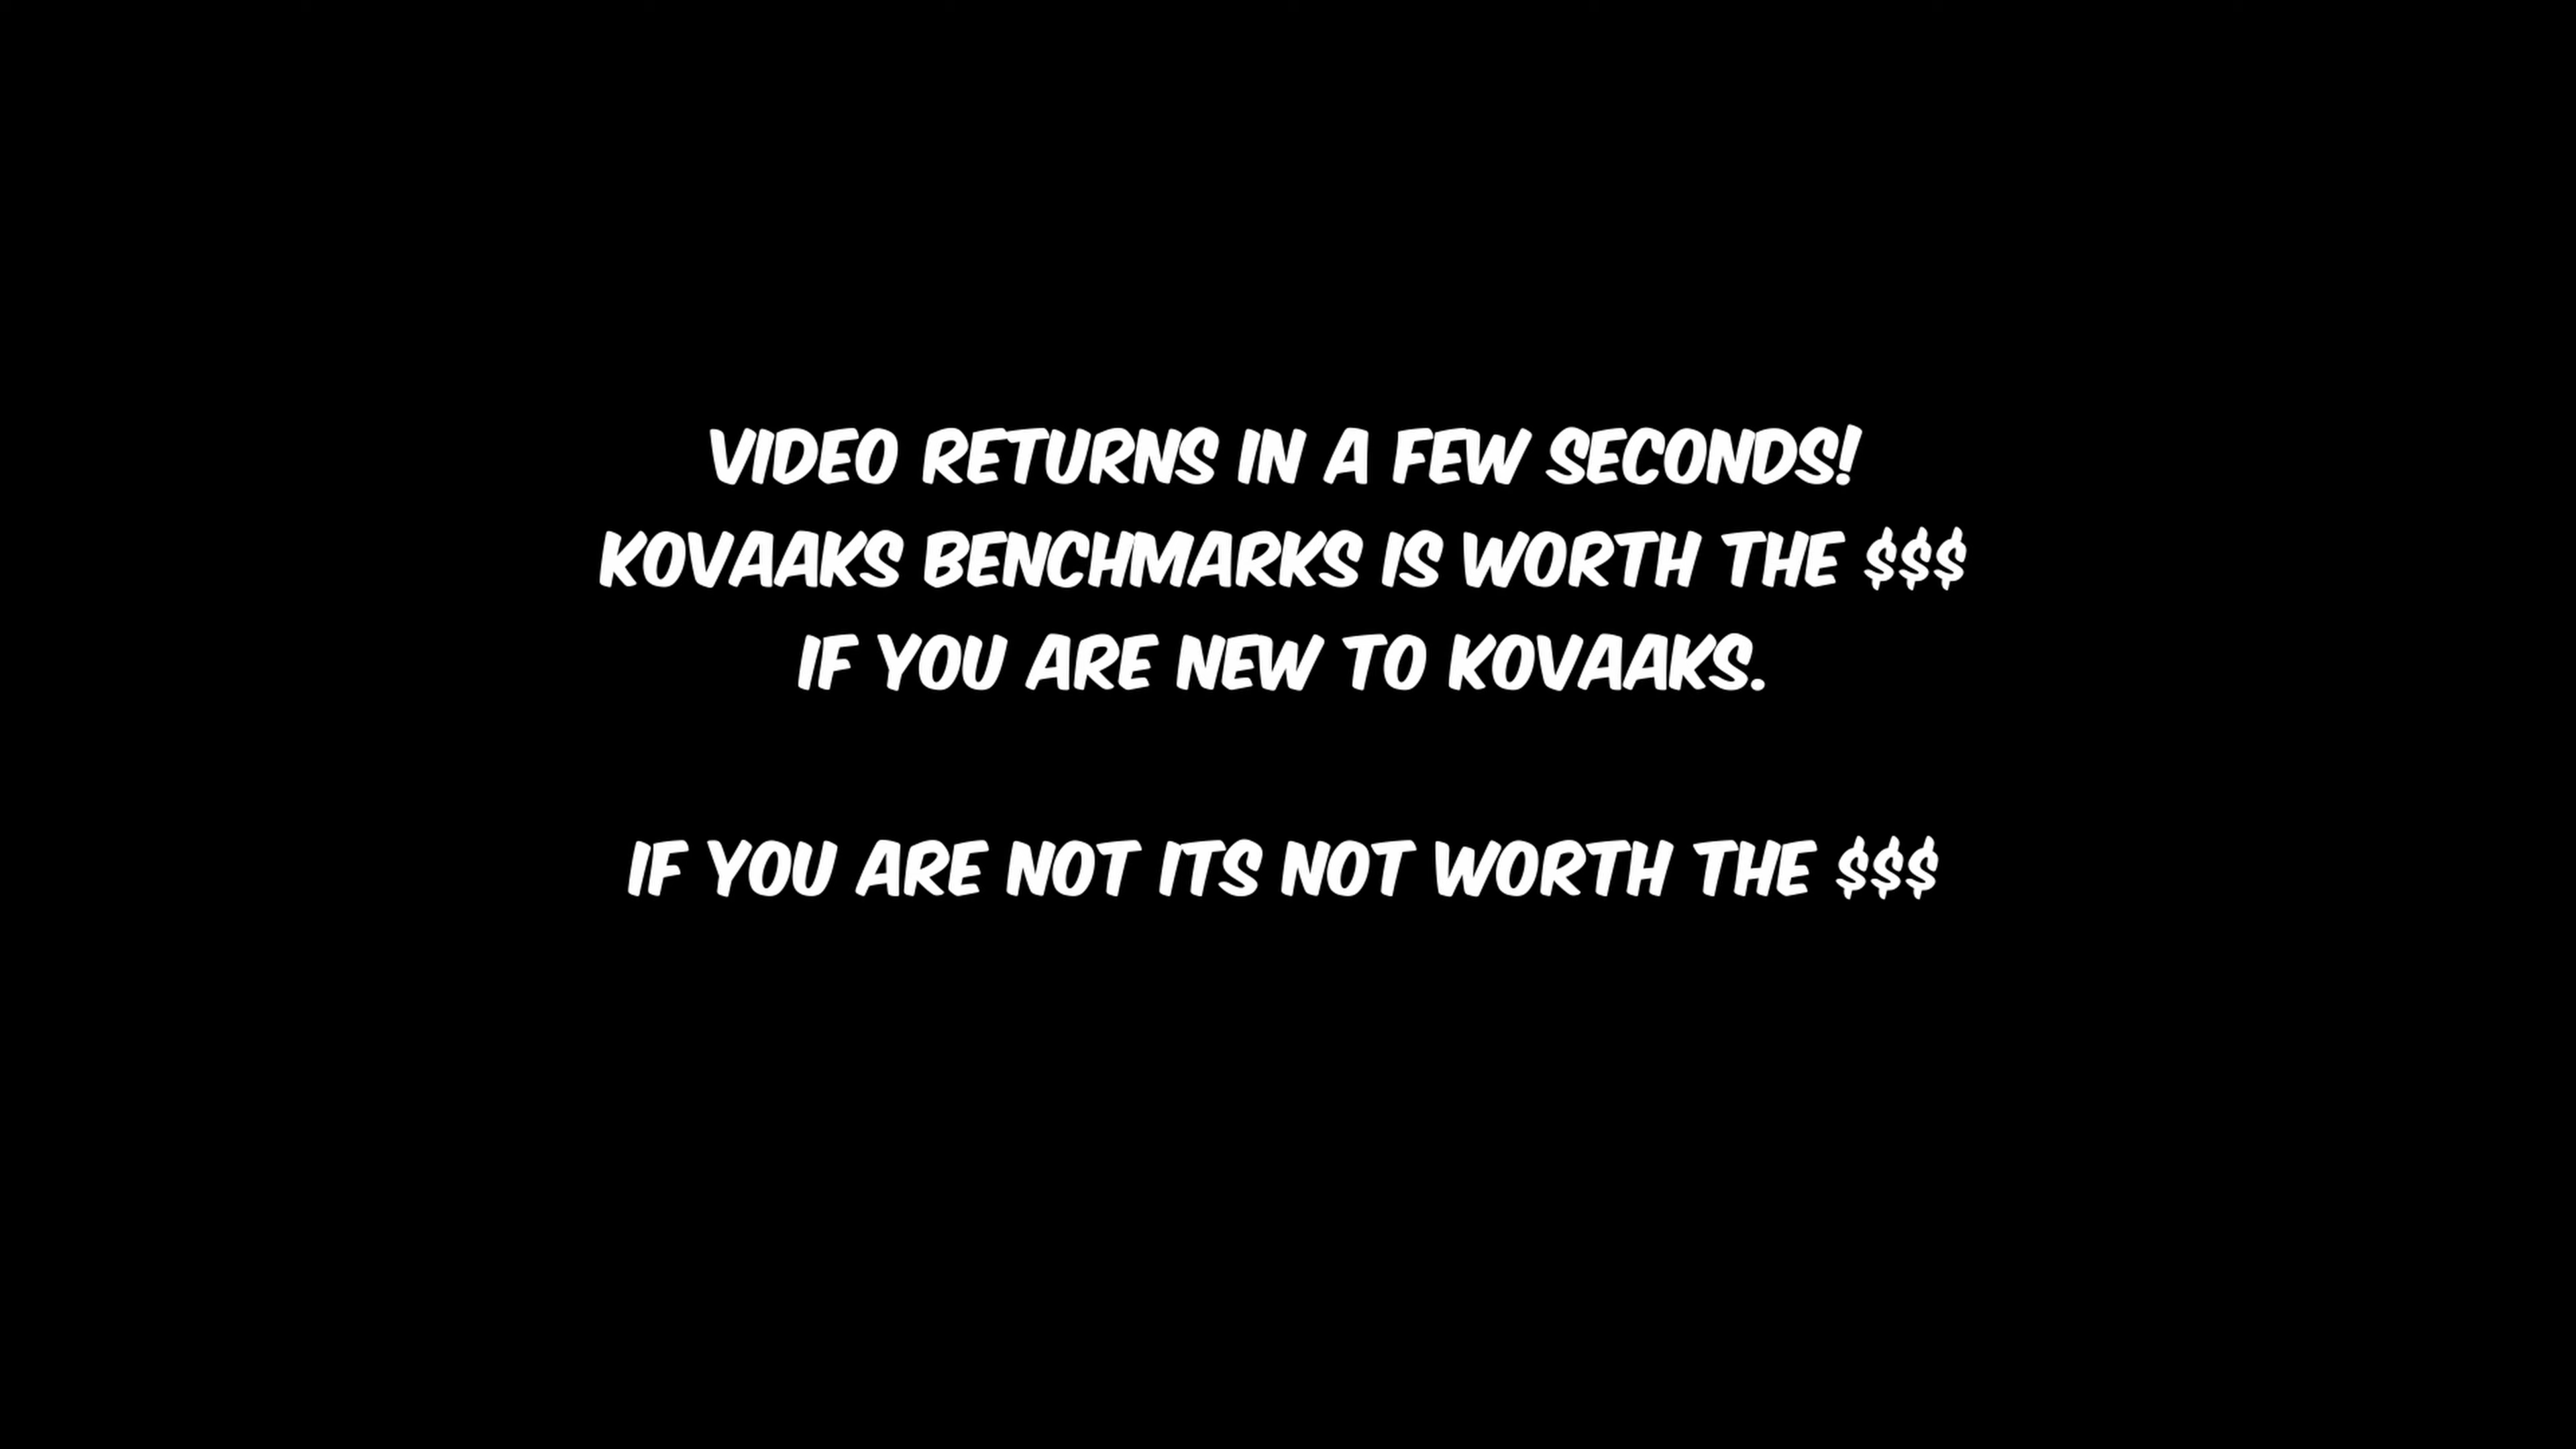 VIDEO RETURNS IN A FEW SECONDS!
KOVAAKS BENCHMARKS IS WORTH THE $$$
IF YOU ARE NEW TO KOVAAKS.
IF YOU ARE NOT ITS NOT WORTH THE $$$